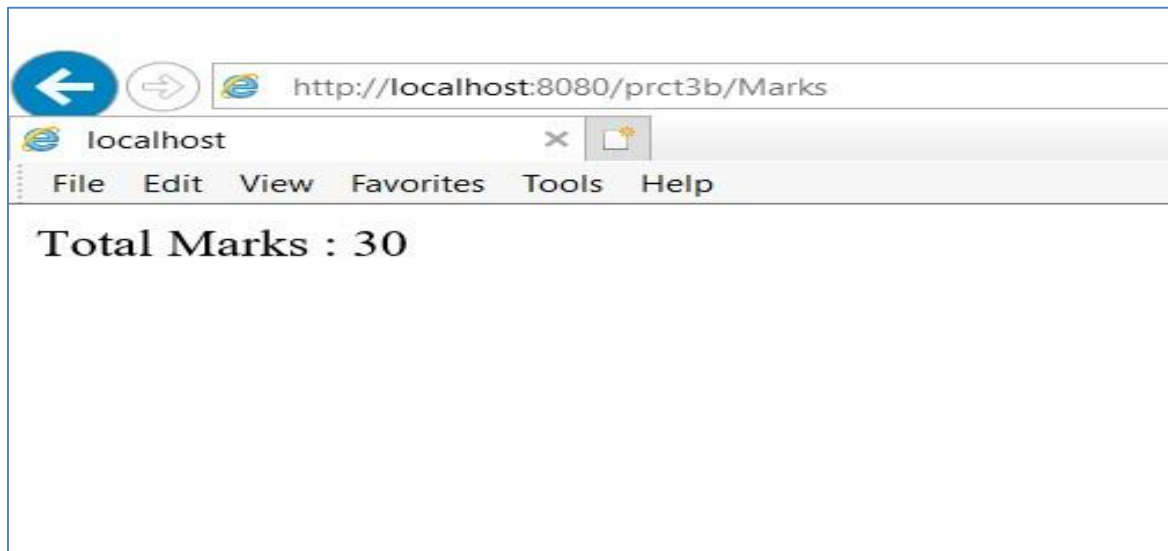 http://localhost:8080/prct3b/Marks
localhost
File Edit View Favorites Tools Help
Total Marks : 30